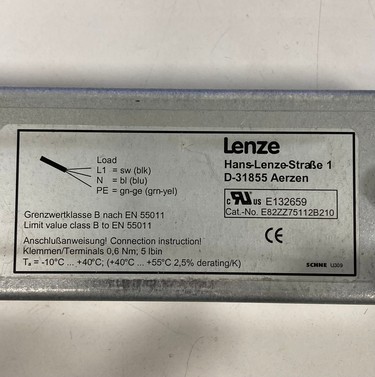 Load
L1 = sw (blk)
N = bl (blu)
PE = gn-ge (grn-yel)
Grenzwertklasse B nach EN 55011
Limit value class B to EN 55011
Anschlußanweisung! Connection instruction!
Klemmen/Terminals 0,6 Nm; 5 lbin
Ta = -10°C ... +40°C; (+40°C ... +55°C 2,5% derating/K)
Lenze
Hans-Lenze-Straße 1
D-31855 Aerzen
c UR us E132659
Cat.-No. E82ZZ75112B210
CE